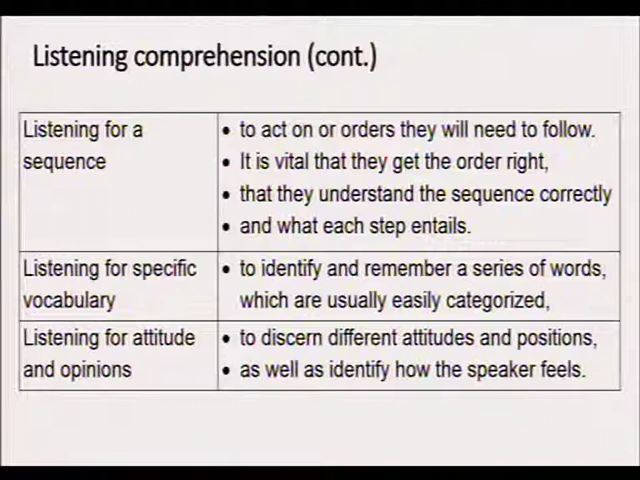 Listening comprehension (cont.)
Listening for a
sequence
• to act on or orders they will need to follow.
• It is vital that they get the order right,
• that they understand the sequence correctly
• and what each step entails.
Listening for specific
vocabulary
• to identify and remember a series of words,
which are usually easily categorized,
Listening for attitude
and opinions
• to discern different attitudes and positions,
• as well as identify how the speaker feels.